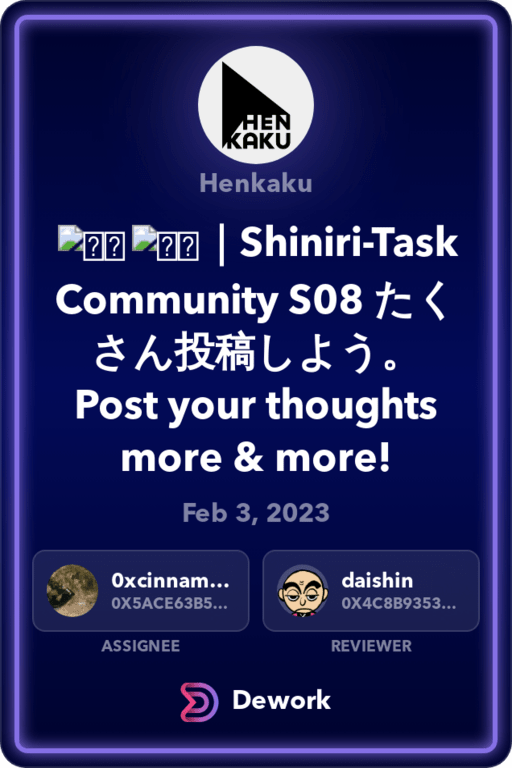 HEN
KAKU
Henkaku
| Shiniri-Task
Community S08 たく
さん投稿しよう。
Post your thoughts
more & more!
Feb 3, 2023
0xcinnam...
0X5ACE63B5...
ASSIGNEE
daishin
0X4C8B9353...
REVIEWER
Dework